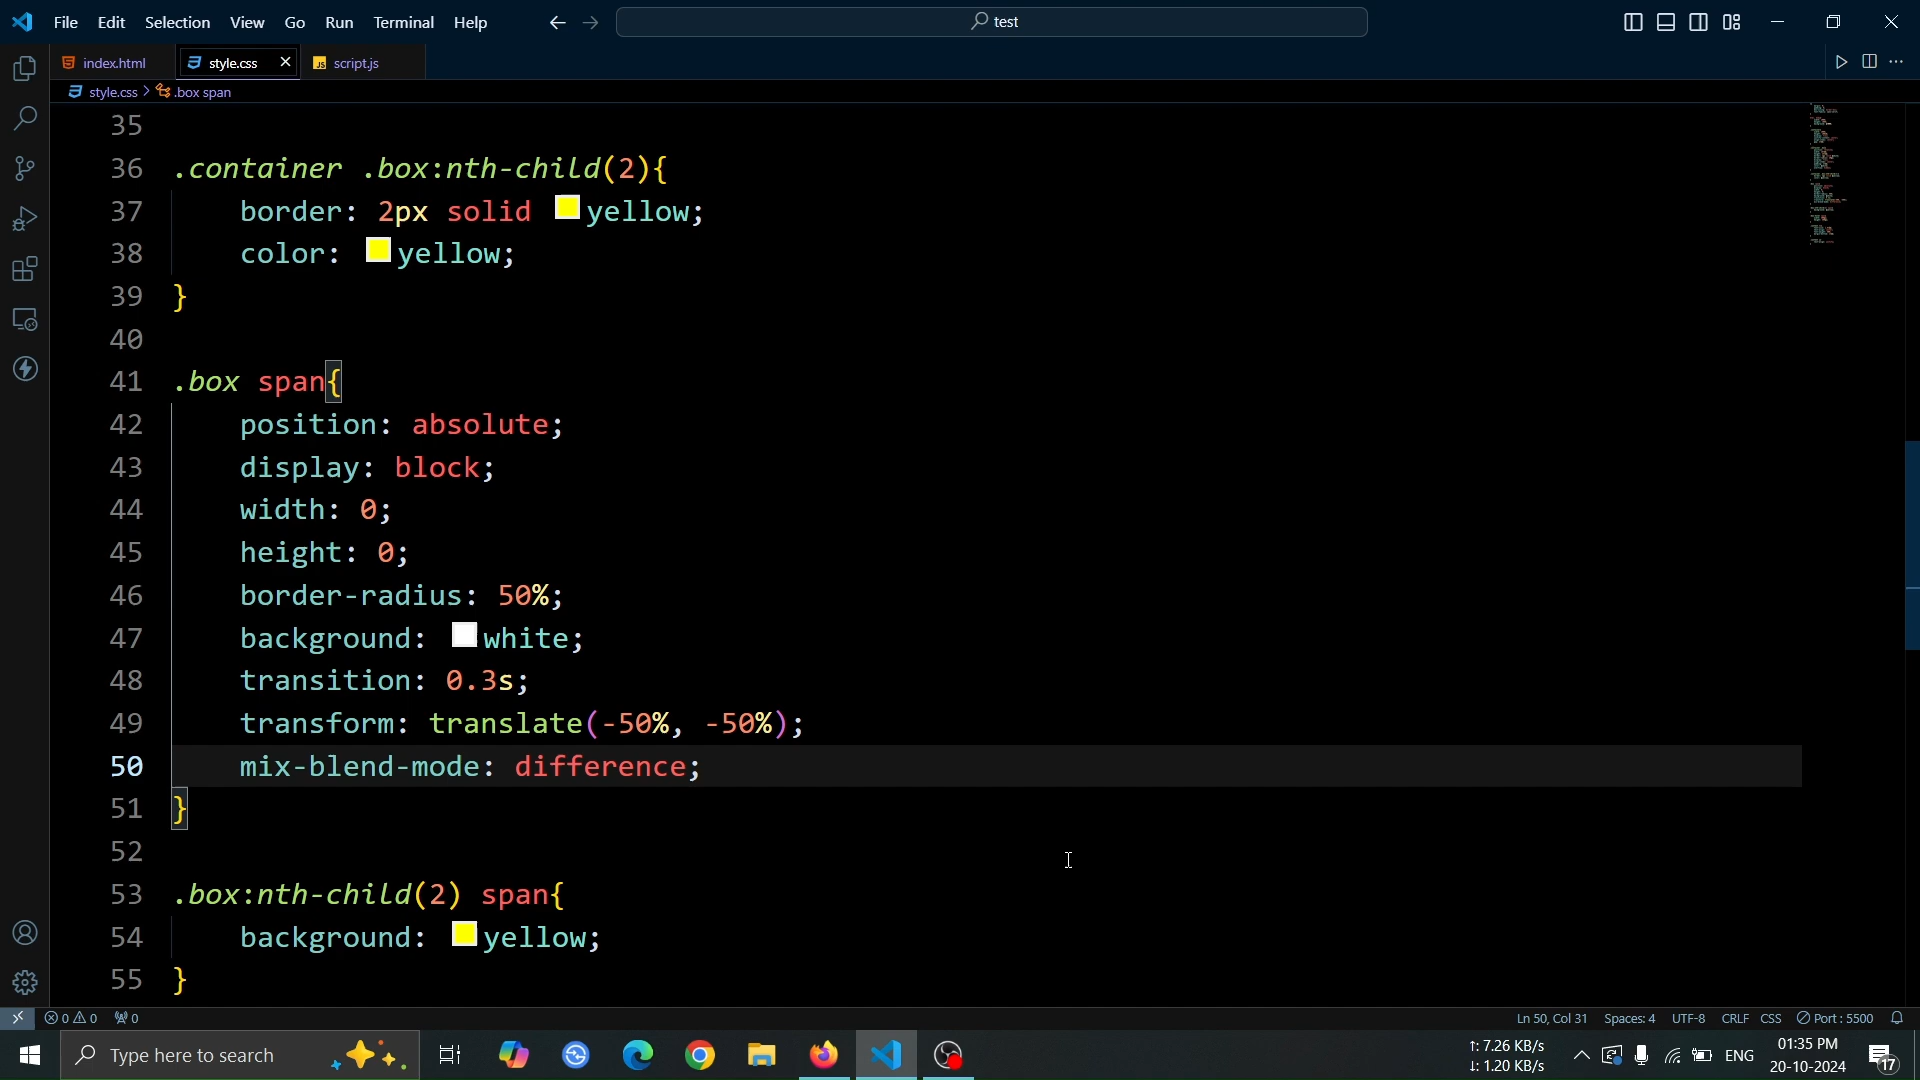 File Edit Selection View Go Run Terminal Help
test
index.html
style.css
JS script.js
style.css > .box span
35
36 .container .box:nth-child(2){
37 border: 2px solid yellow;
38 color: yellow;
39 }
40
41 .box span{
42 position: absolute;
43 display: block;
44 width: 0;
45 height: 0;
46 border-radius: 50%;
47 background: white;
48 transition: 0.3s;
49 transform: translate(-50%, -50%);
50 mix-blend-mode: difference;
51 }
52
53 .box:nth-child(2) span{
54 background: yellow;
55 }
0 0 0 Ln 50, Col 31 Spaces: 4 UTF-8 CRLF CSS Port : 5500
Type here to search
↑: 7.26 KB/s
↓: 1.20 KB/s
ENG
01:35 PM
20-10-2024
17